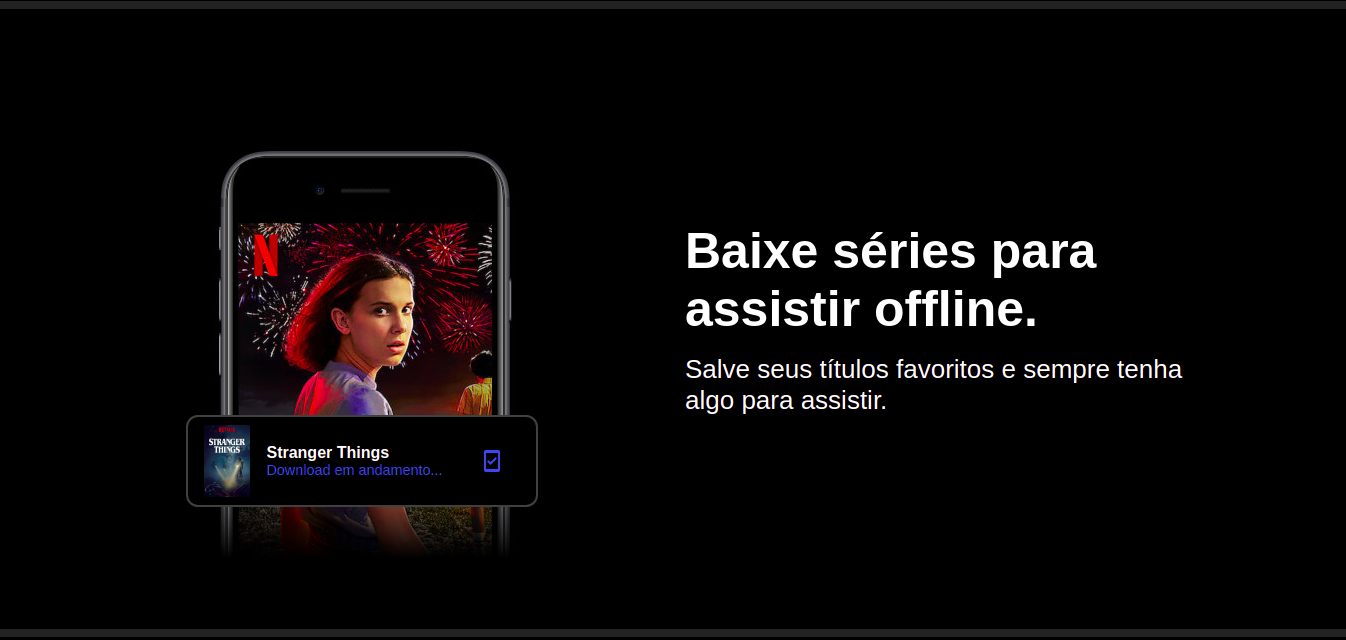 N
STRANGER
THINGS
Stranger Things
Download em andamento...
Baixe séries para
assistir offline.
Salve seus títulos favoritos e sempre tenha
algo para assistir.